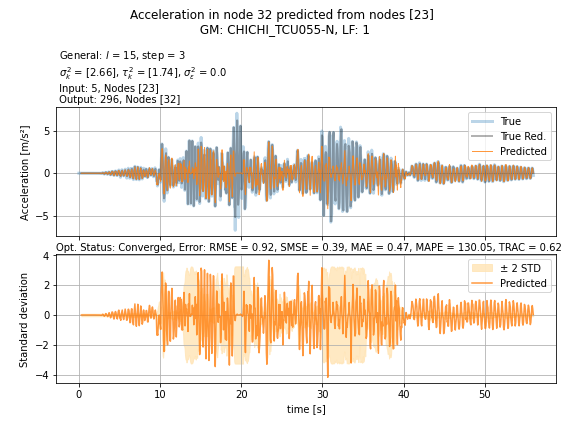 Acceleration in node 32 predicted from nodes [23]
GM: CHICHI_TCU055-N, LF: 1
General: l = 15, step = 3
σ²ₖ = [2.66], τ²ₖ = [1.74], σ²ε = 0.0
Input: 5, Nodes [23]
Output: 296, Nodes [32]
Acceleration [m/s²]
5
0
−5
True
True Red.
Predicted
Opt. Status: Converged, Error: RMSE = 0.92, SMSE = 0.39, MAE = 0.47, MAPE = 130.05, TRAC = 0.62
Standard deviation
4
2
0
−2
−4
± 2 STD
Predicted
0 10 20 30 40 50
time [s]